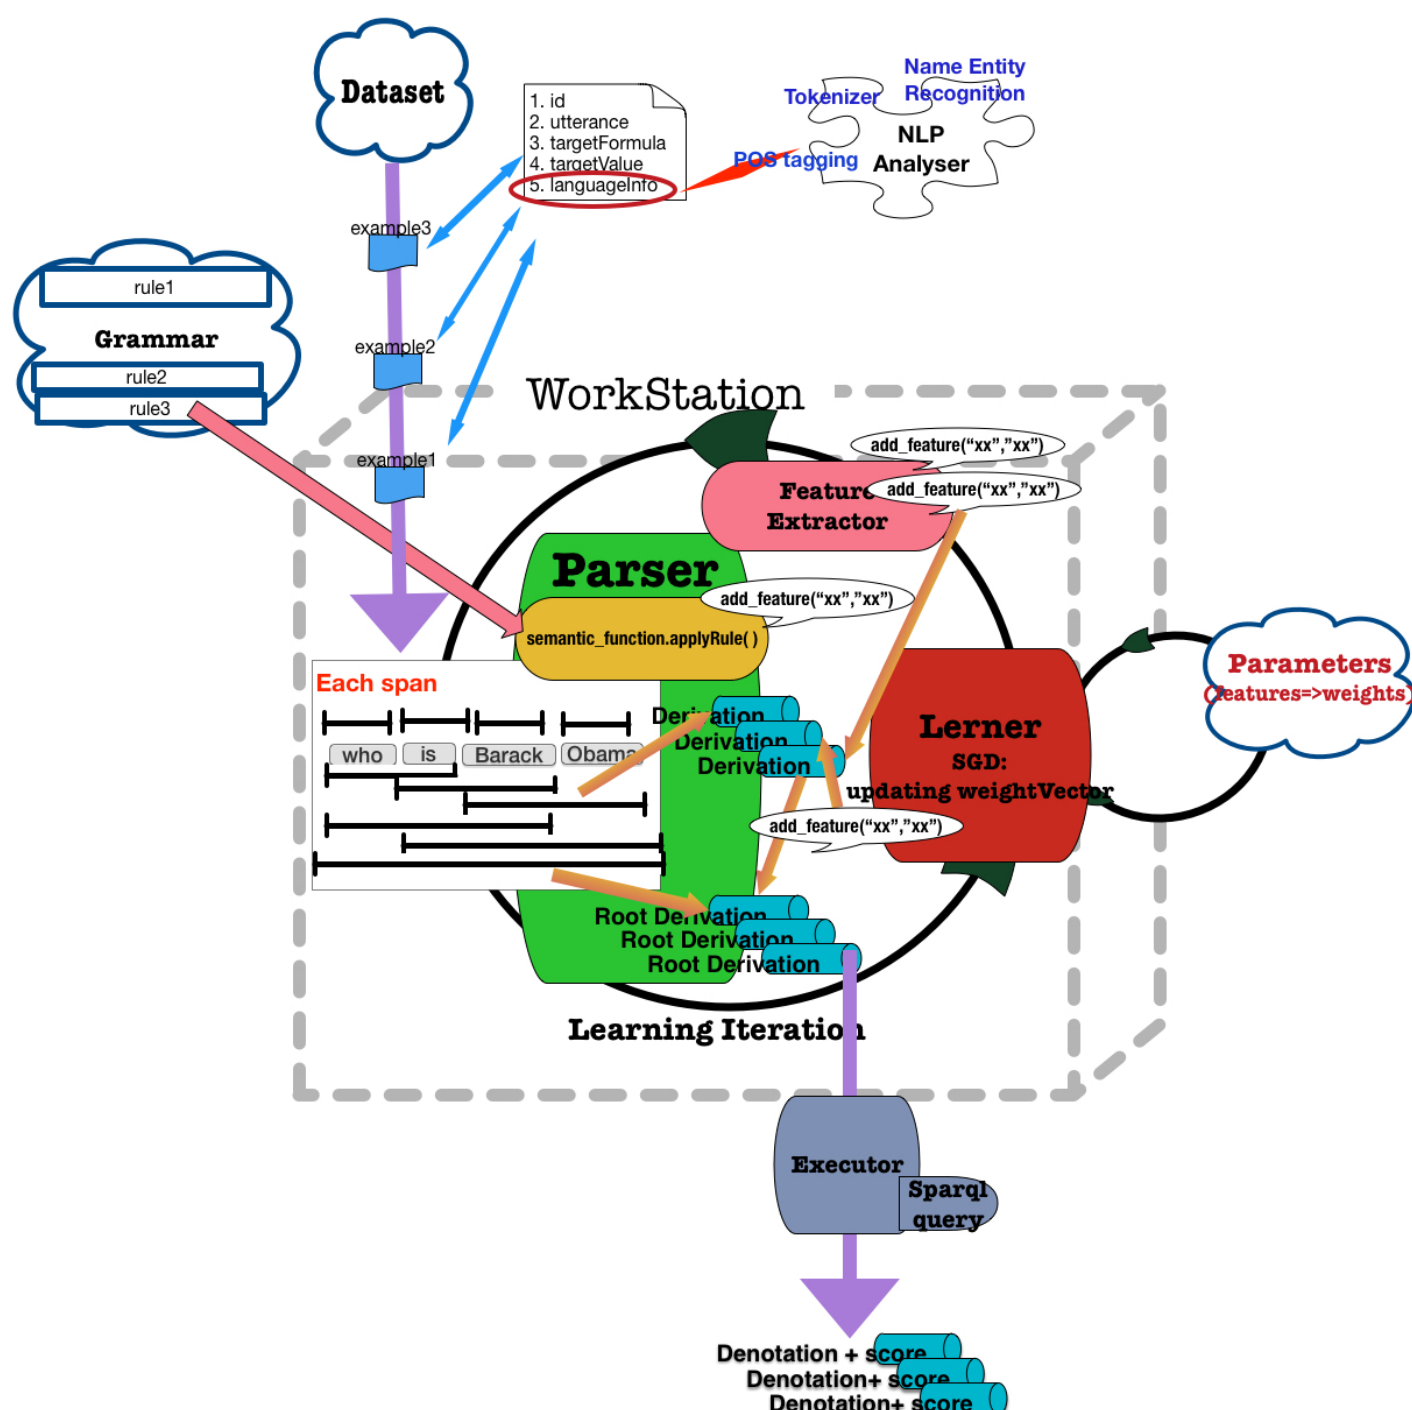 Dataset
1. id
2. utterance
3. targetFormula
4. targetValue
5. languageInfo
Name Entity
Recognition
Tokenizer
POS tagging
NLP
Analyser
example3
example2
example1
rule1
Grammar
rule2
rule3
WorkStation
add_feature(“xx”,”xx”)
add_feature(“xx”,”xx”)
Feature
Extractor
Parser
add_feature(“xx”,”xx”)
semantic_function.applyRule( )
Each span
who is Barack Obama
Derivation
Derivation
Derivation
Lerner
SGD:
updating weightVector
add_feature(“xx”,”xx”)
Parameters
(features=>weights)
Root Derivation
Root Derivation
Root Derivation
Learning Iteration
Executor
Sparql
query
Denotation + score
Denotation+ score
Denotation+ score